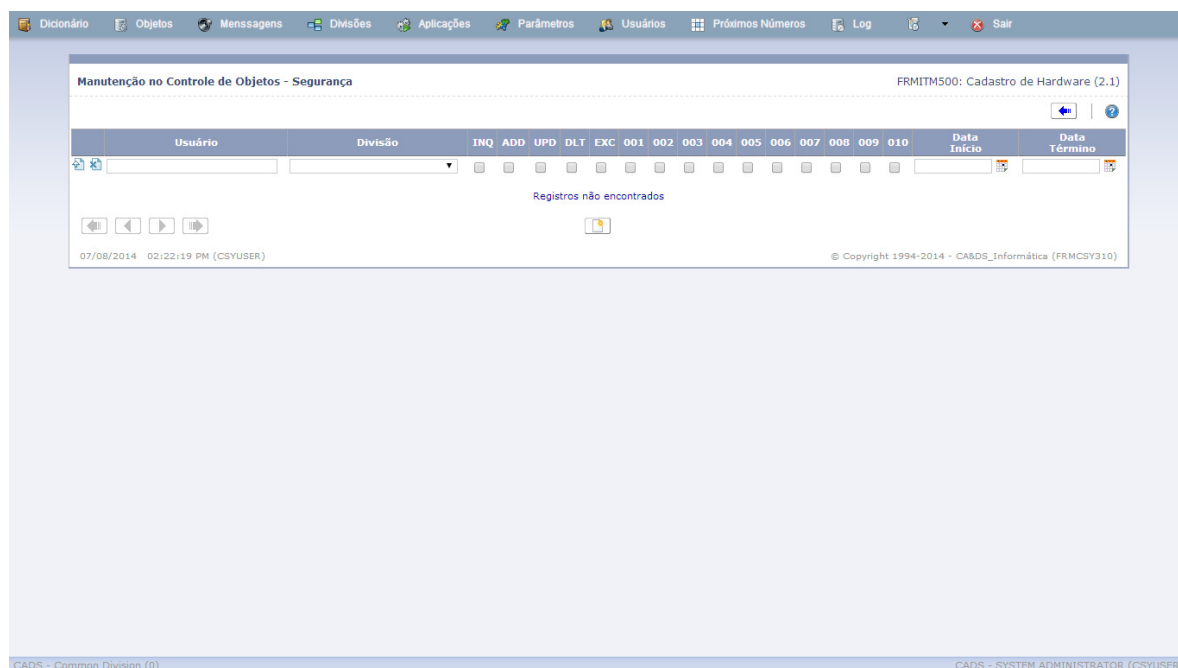 Dicionário Objetos Menssagens Divisões Aplicações Parâmetros Usuários Próximos Números Log Sair
Manutenção no Controle de Objetos - Segurança FRMITM500: Cadastro de Hardware (2.1)
Usuário Divisão INQ ADD UPD DLT EXC 001 002 003 004 005 006 007 008 009 010 Data Início Data Término
Registros não encontrados
07/08/2014 02:22:19 PM (CSYUSER) © Copyright 1994-2014 - CA&DS_Informática (FRMCSY310)
CADS - Common Division (0) CADS - SYSTEM ADMINISTRATOR (CSYUSER